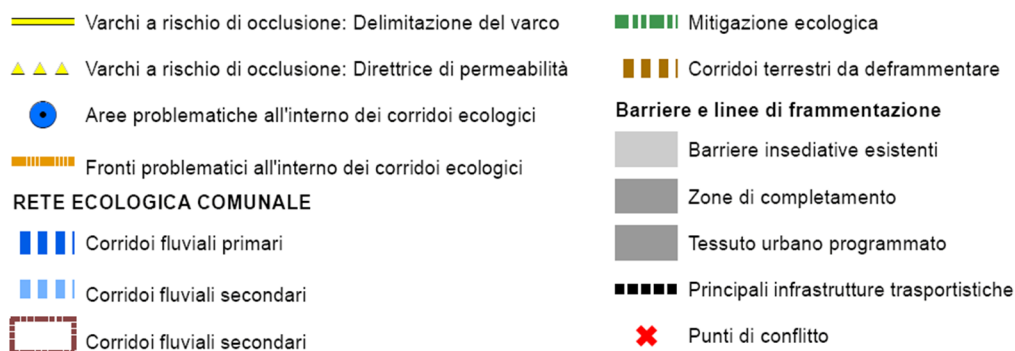 Varchi a rischio di occlusione: Delimitazione del varco
Varchi a rischio di occlusione: Direttrice di permeabilità
Aree problematiche all'interno dei corridoi ecologici
Fronti problematici all'interno dei corridoi ecologici
RETE ECOLOGICA COMUNALE
Corridoi fluviali primari
Corridoi fluviali secondari
Corridoi fluviali secondari
Mitigazione ecologica
Corridoi terrestri da deframmentare
Barriere e linee di frammentazione
Barriere insediative esistenti
Zone di completamento
Tessuto urbano programmato
Principali infrastrutture trasportistiche
Punti di conflitto